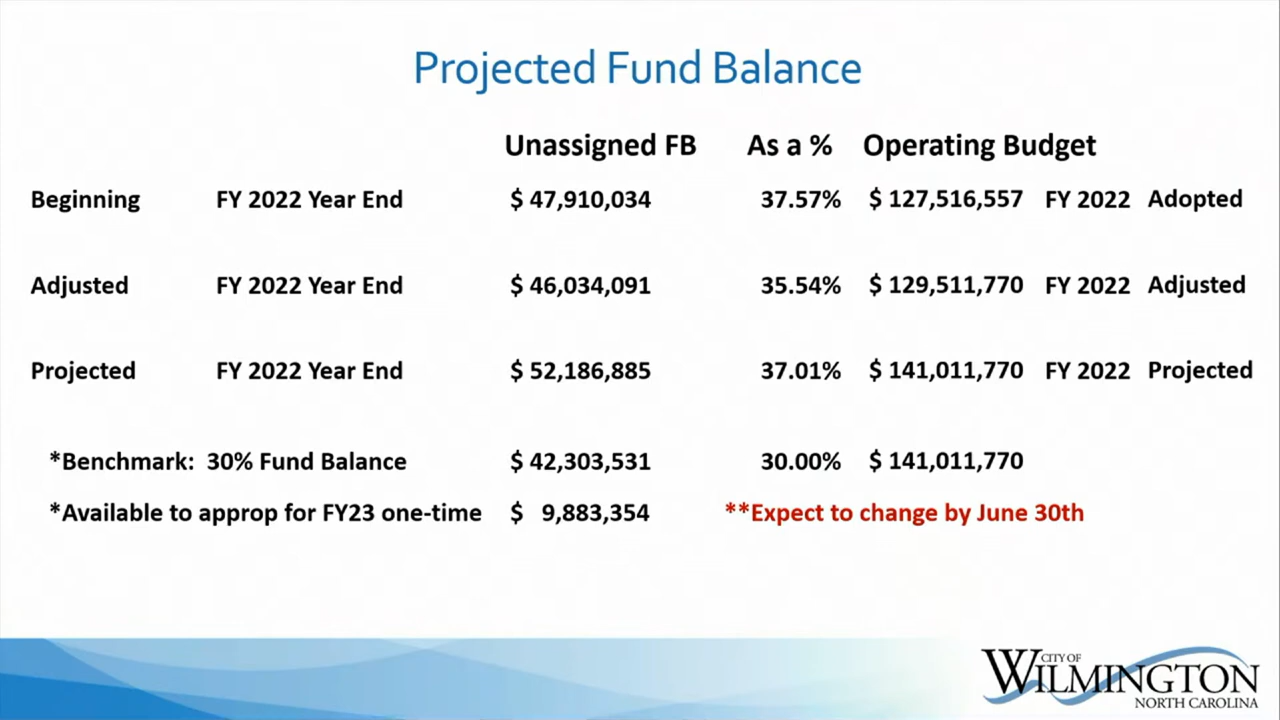 Projected Fund Balance
Unassigned FB As a % Operating Budget
Beginning FY 2022 Year End $ 47,910,034 37.57% $ 127,516,557 FY 2022 Adopted
Adjusted FY 2022 Year End $ 46,034,091 35.54% $ 129,511,770 FY 2022 Adjusted
Projected FY 2022 Year End $ 52,186,885 37.01% $ 141,011,770 FY 2022 Projected
*Benchmark: 30% Fund Balance $ 42,303,531 30.00% $ 141,011,770
*Available to approp for FY23 one-time $ 9,883,354 **Expect to change by June 30th
CITY OF
WILMINGTON
NORTH CAROLINA